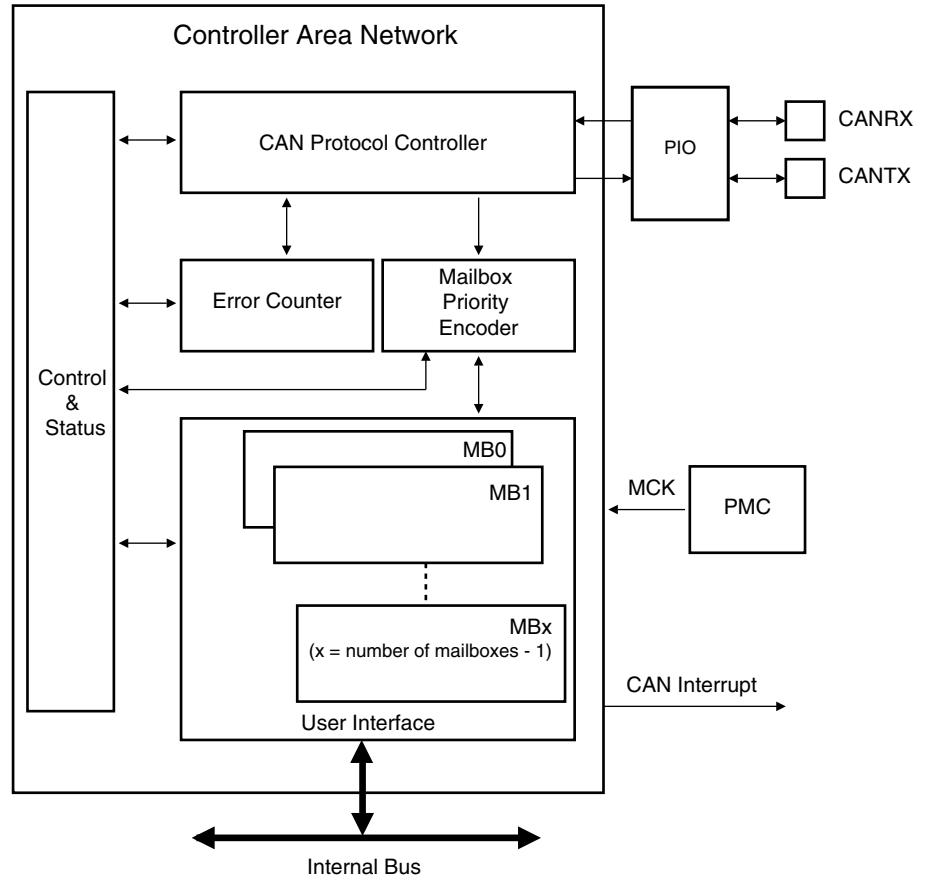 Controller Area Network
CAN Protocol Controller
PIO
CANRX
CANTX
Error Counter
Mailbox
Priority
Encoder
Control
&
Status
MB0
MB1
MCK
PMC
MBx
(x = number of mailboxes - 1)
CAN Interrupt
User Interface
Internal Bus